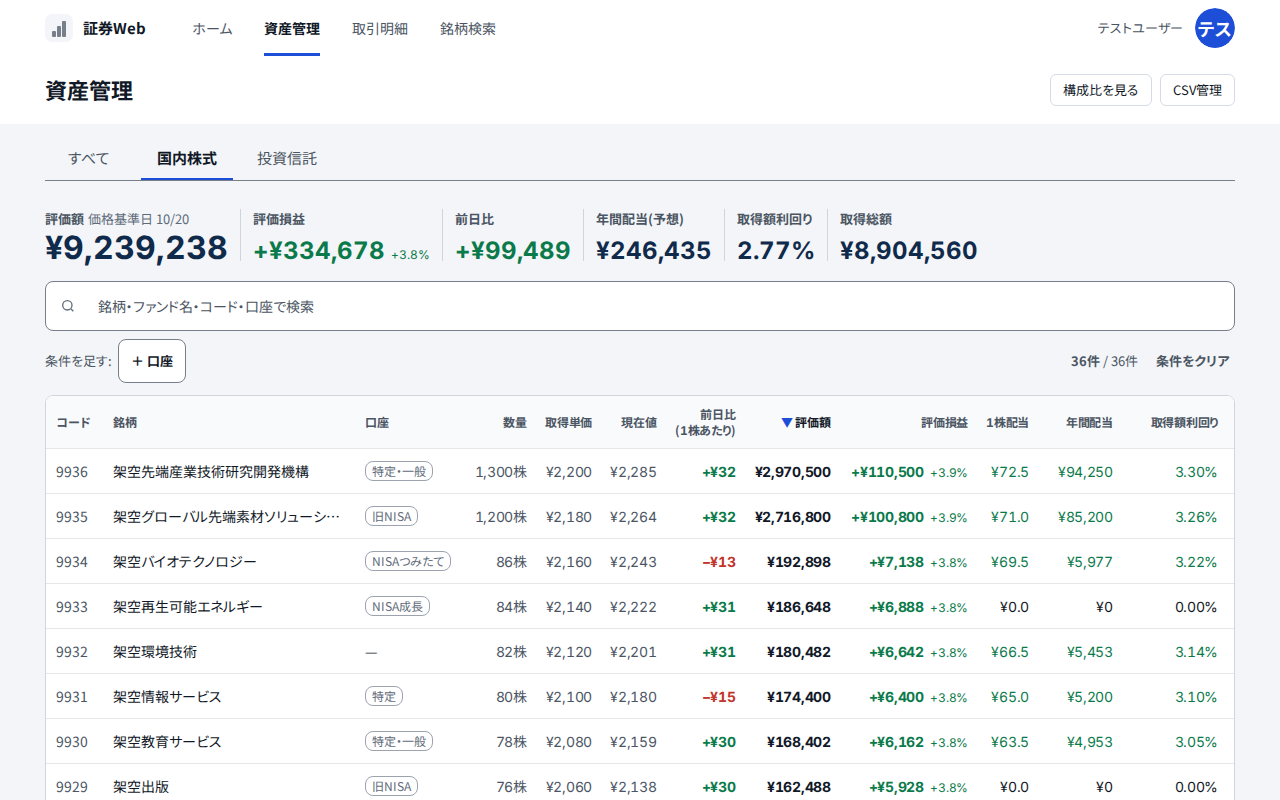 証券Web ホーム 資産管理 取引明細 銘柄検索 テストユーザー テス
資産管理 構成比を見る CSV管理
すべて 国内株式 投資信託
評価額 価格基準日 10/20 評価損益 前日比 年間配当(予想) 取得額利回り 取得総額
¥9,239,238 +¥334,678 +3.8% +¥99,489 ¥246,435 2.77% ¥8,904,560
銘柄・ファンド名・コード・口座で検索
条件を足す: + 口座 36件 / 36件 条件をクリア
コード 銘柄 口座 数量 取得単価 現在値 前日比 (1株あたり) ▼評価額 評価損益 1株配当 年間配当 取得額利回り
9936 架空先端産業技術研究開発機構 特定・一般 1,300株 ¥2,200 ¥2,285 +¥32 ¥2,970,500 +¥110,500 +3.9% ¥72.5 ¥94,250 3.30%
9935 架空グローバル先端素材ソリューシ… 旧NISA 1,200株 ¥2,180 ¥2,264 +¥32 ¥2,716,800 +¥100,800 +3.9% ¥71.0 ¥85,200 3.26%
9934 架空バイオテクノロジー NISAつみたて 86株 ¥2,160 ¥2,243 −¥13 ¥192,898 +¥7,138 +3.8% ¥69.5 ¥5,977 3.22%
9933 架空再生可能エネルギー NISA成長 84株 ¥2,140 ¥2,222 +¥31 ¥186,648 +¥6,888 +3.8% ¥0.0 ¥0 0.00%
9932 架空環境技術 — 82株 ¥2,120 ¥2,201 +¥31 ¥180,482 +¥6,642 +3.8% ¥66.5 ¥5,453 3.14%
9931 架空情報サービス 特定 80株 ¥2,100 ¥2,180 −¥15 ¥174,400 +¥6,400 +3.8% ¥65.0 ¥5,200 3.10%
9930 架空教育サービス 特定・一般 78株 ¥2,080 ¥2,159 +¥30 ¥168,402 +¥6,162 +3.8% ¥63.5 ¥4,953 3.05%
9929 架空出版 旧NISA 76株 ¥2,060 ¥2,138 +¥30 ¥162,488 +¥5,928 +3.8% ¥0.0 ¥0 0.00%